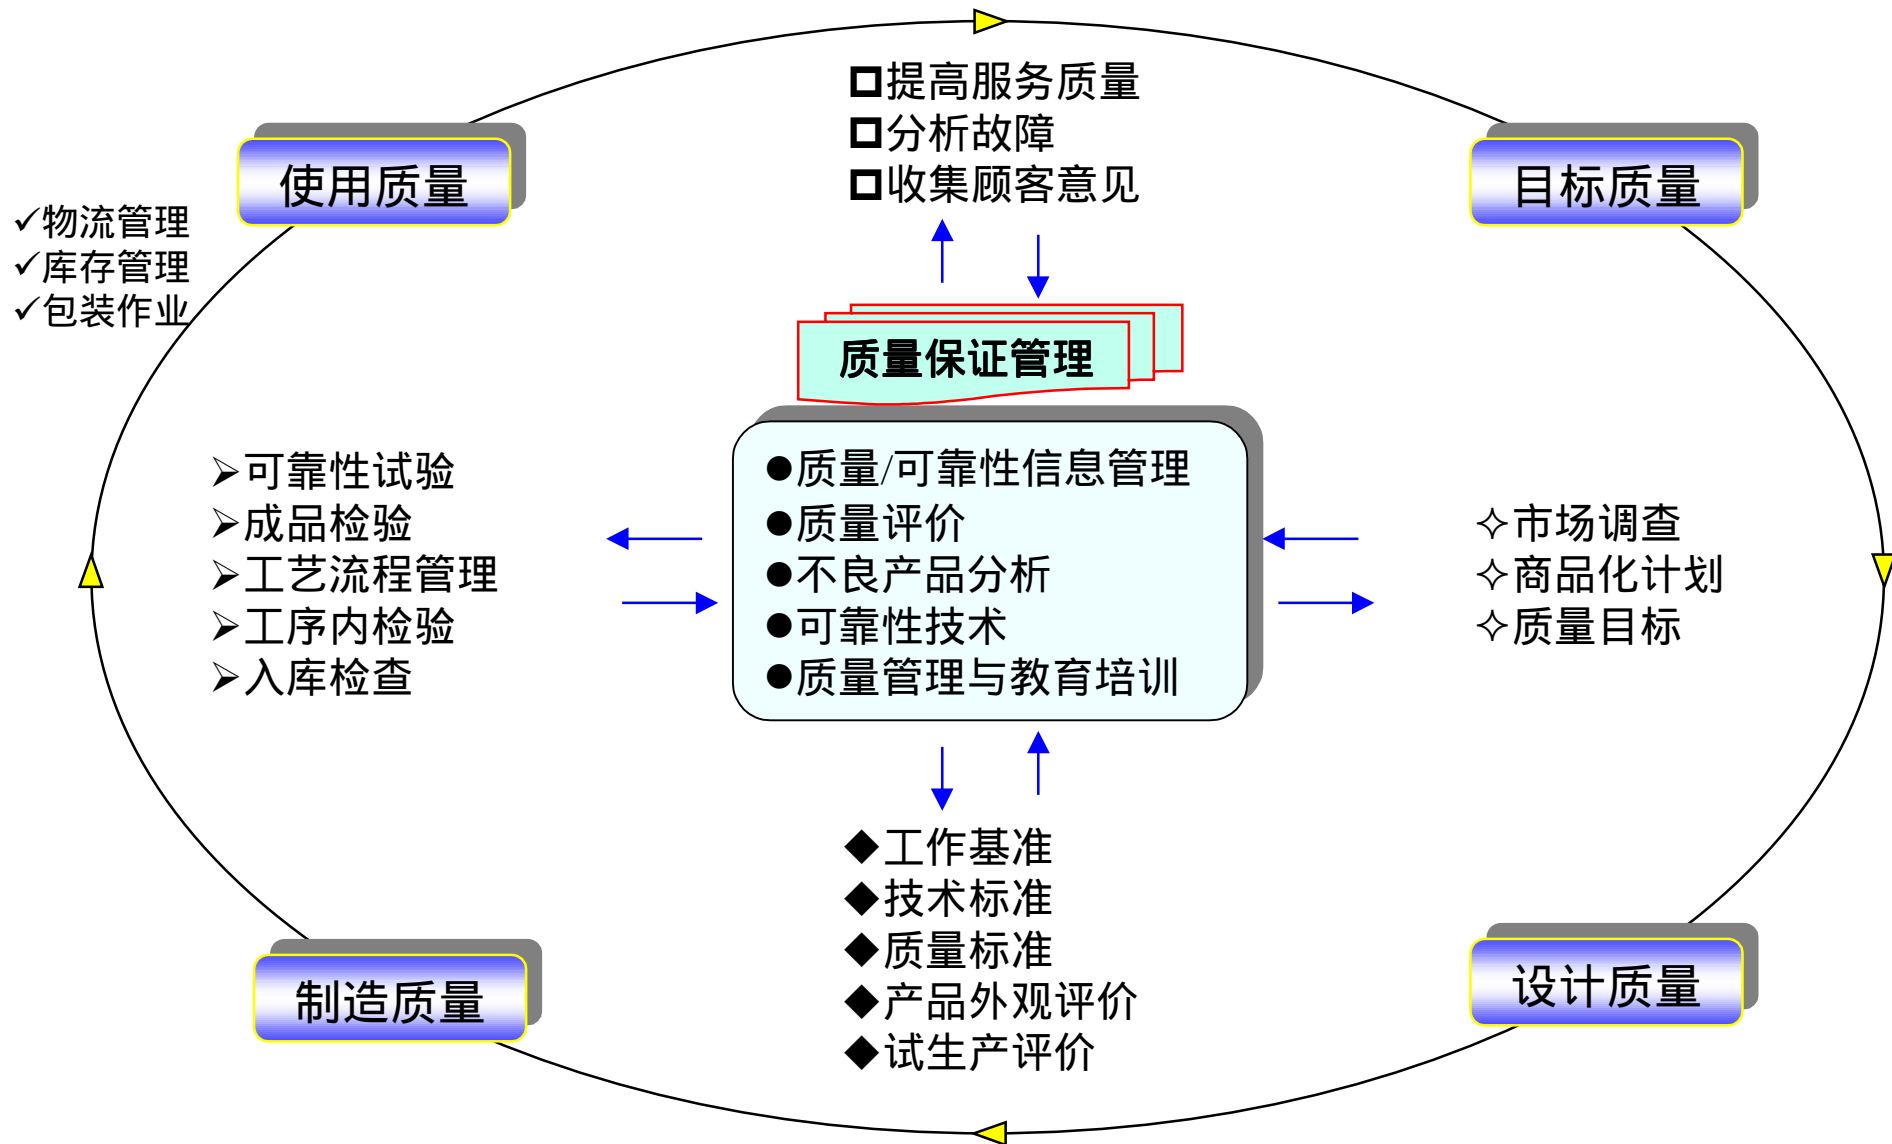 提高服务质量
分析故障
收集顾客意见
使用质量
目标质量
物流管理
库存管理
包装作业
质量保证管理
质量/可靠性信息管理
质量评价
不良产品分析
可靠性技术
质量管理与教育培训
可靠性试验
成品检验
工艺流程管理
工序内检验
入库检查
市场调查
商品化计划
质量目标
工作基准
技术标准
质量标准
产品外观评价
试生产评价
制造质量
设计质量